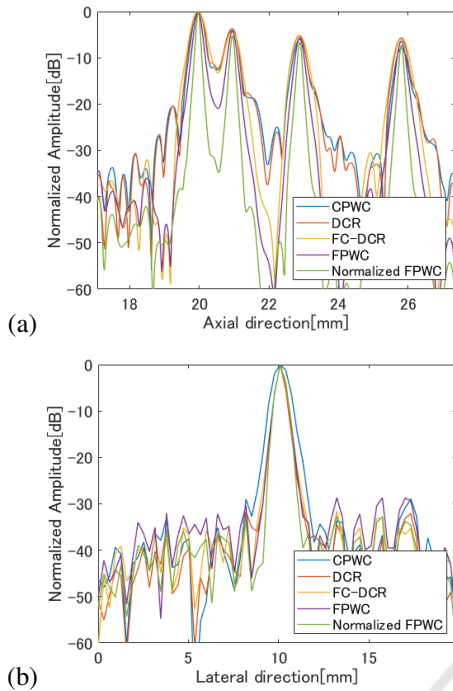 0
-10
-20
-30
-40
-50
-60
Normalized Amplitude[dB]
CPWC
DCR
FC-DCR
FPWC
Normalized FPWC
18 20 22 24 26
Axial direction[mm]
(a)
0
-10
-20
-30
-40
-50
-60
Normalized Amplitude[dB]
CPWC
DCR
FC-DCR
FPWC
Normalized FPWC
0 5 10 15
Lateral direction[mm]
(b)